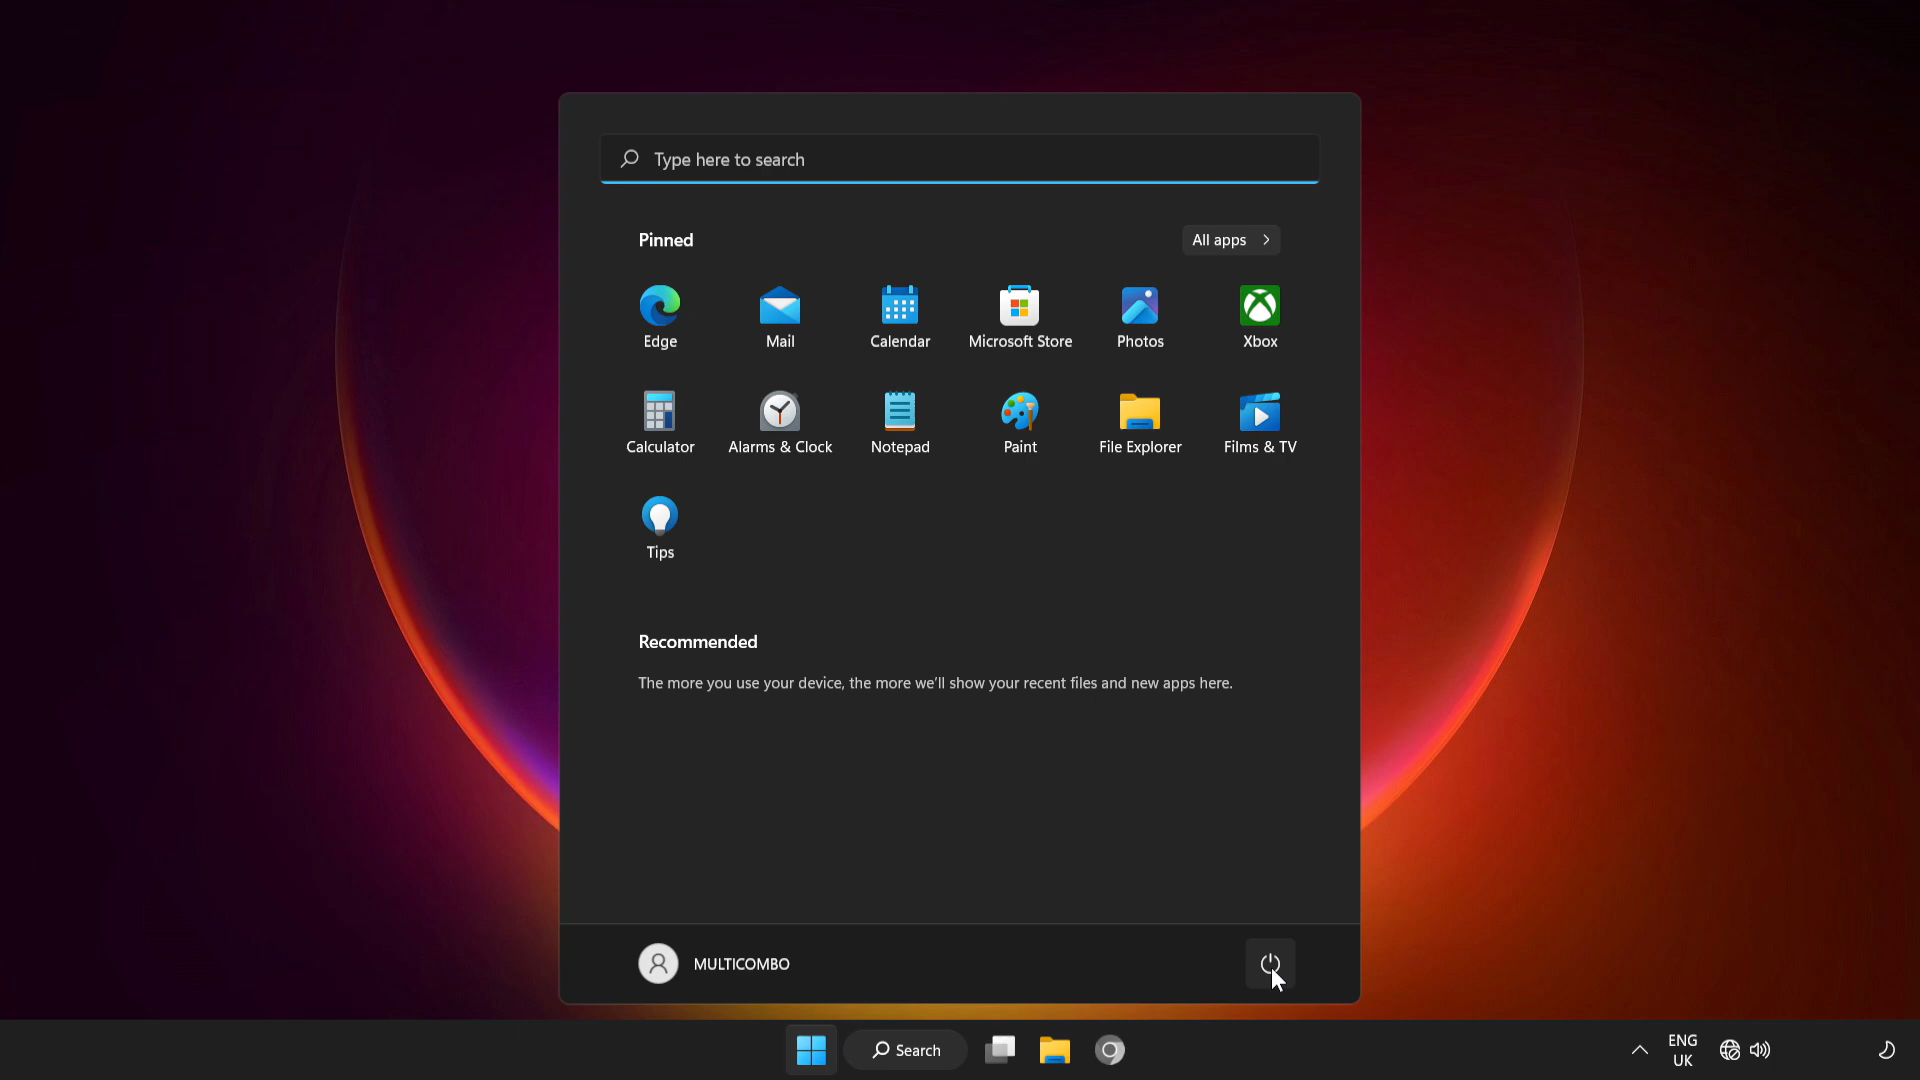 Type here to search
Pinned
All apps
Edge
Mail
Calendar
Microsoft Store
Photos
Xbox
Calculator
Alarms & Clock
Notepad
Paint
File Explorer
Films & TV
Tips
Recommended
The more you use your device, the more we'll show your recent files and new apps here.
MULTICOMBO
Search
ENG
UK